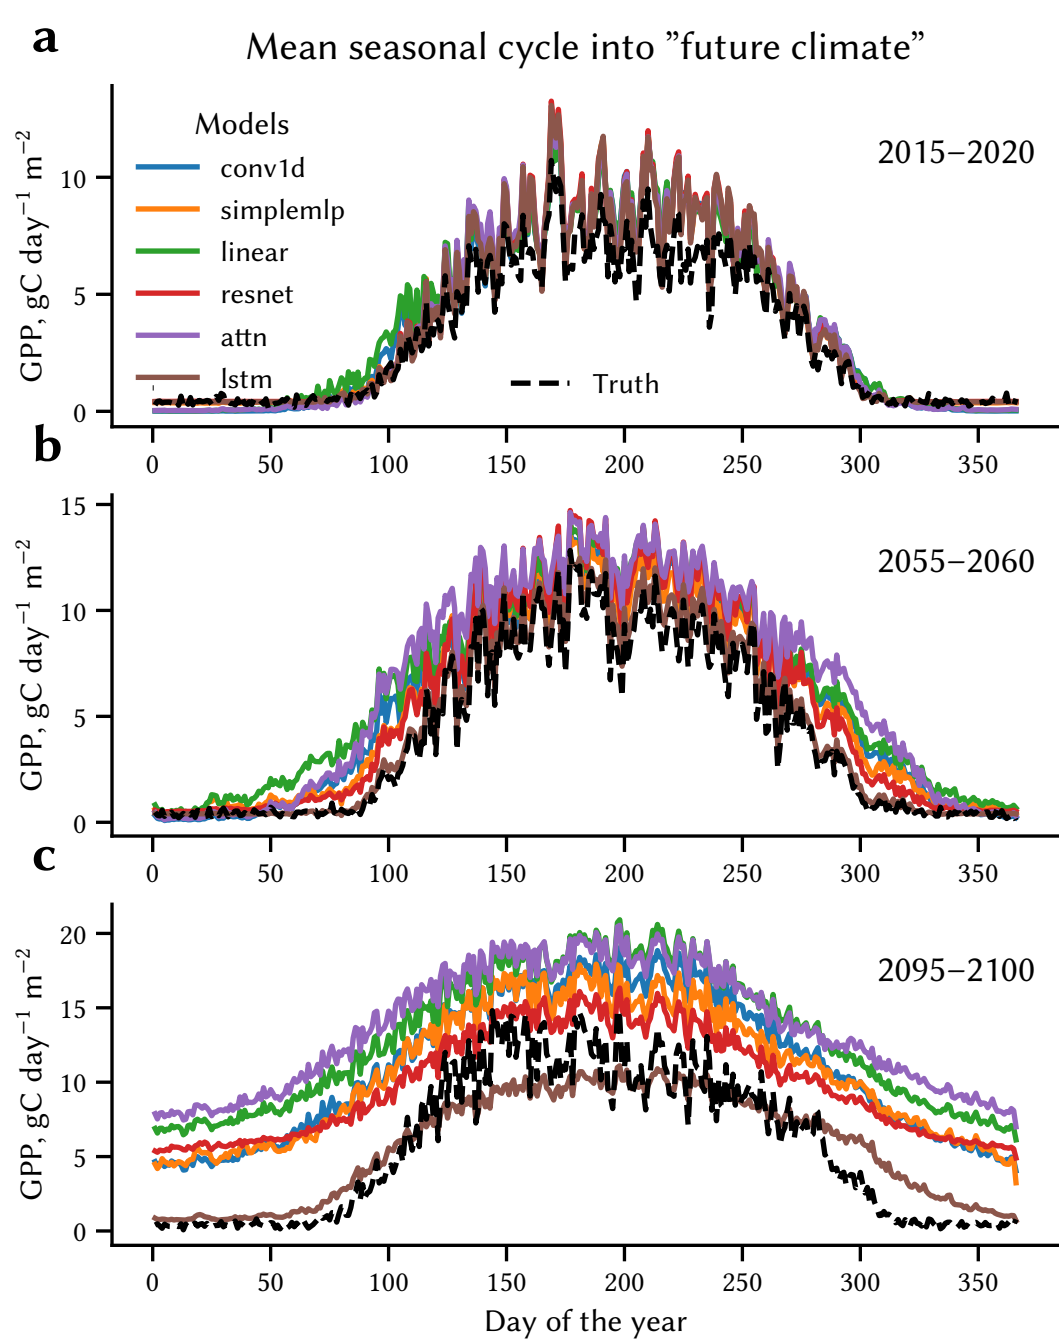 a
Mean seasonal cycle into ”future climate”
GPP, gC day⁻¹ m⁻²
10
5
0
Models
conv1d
simplemlp
linear
resnet
attn
lstm
Truth
2015–2020
0 50 100 150 200 250 300 350
b
GPP, gC day⁻¹ m⁻²
15
10
5
0
2055–2060
0 50 100 150 200 250 300 350
c
GPP, gC day⁻¹ m⁻²
20
15
10
5
0
2095–2100
0 50 100 150 200 250 300 350
Day of the year